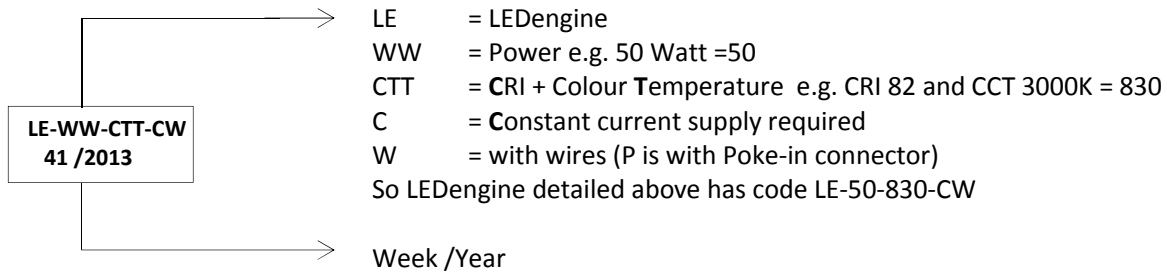 LE-WW-CTT-CW
41 /2013
LE = LEDengine
WW = Power e.g. 50 Watt =50
CTT = CRI + Colour Temperature e.g. CRI 82 and CCT 3000K = 830
C = Constant current supply required
W = with wires (P is with Poke-in connector)
So LEDengine detailed above has code LE-50-830-CW
Week /Year